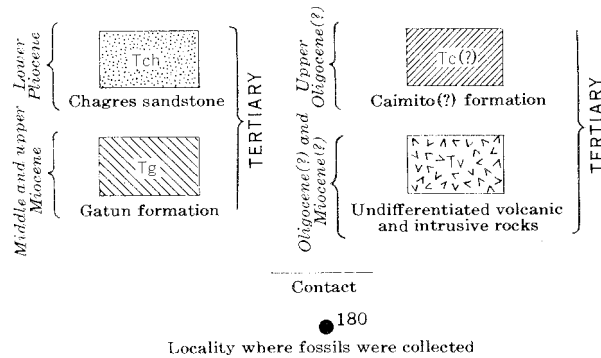 Lower
Pliocene
Tch
Chagres sandstone
Middle and upper
Miocene
Tg
Gatun formation
TERTIARY
Upper
Oligocene(?)
Tc(?)
Caimito(?) formation
Oligocene(?) and
Miocene(?)
Tv
Undifferentiated volcanic
and intrusive rocks
TERTIARY
Contact
180
Locality where fossils were collected